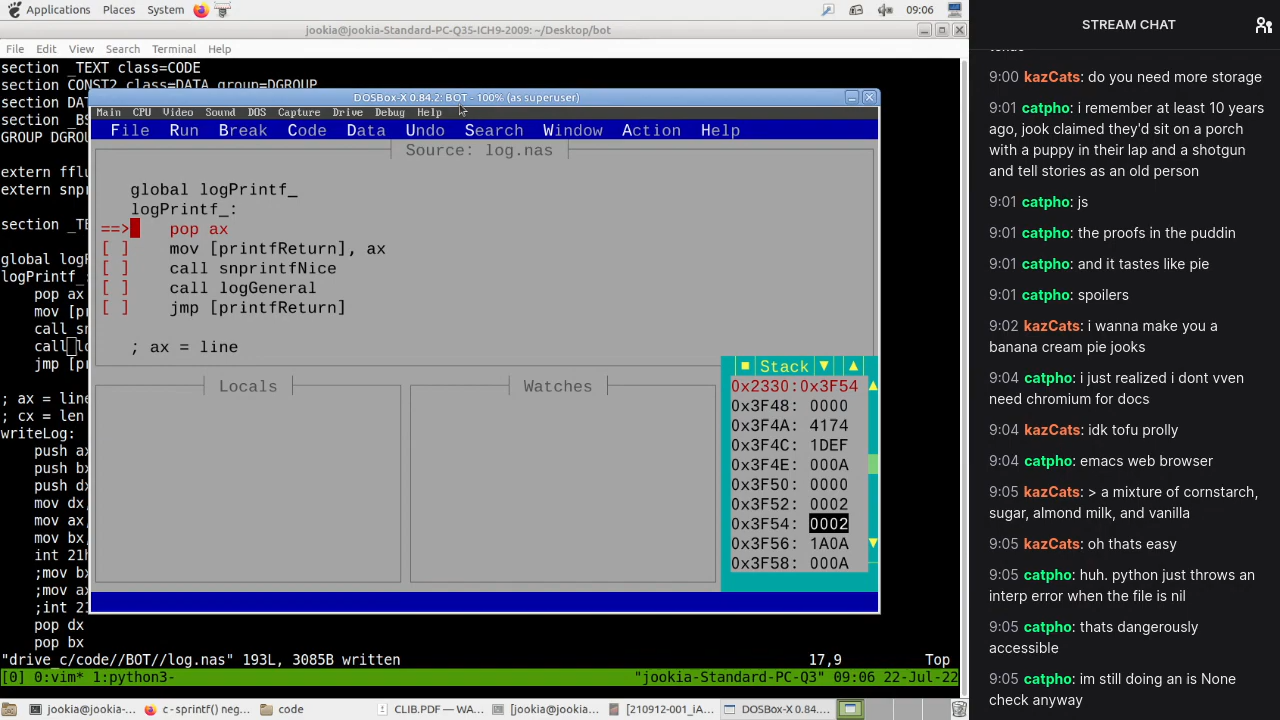 Applications Places System 09:06
jookia@jookia-Standard-PC-Q35-ICH9-2009: ~/Desktop/bot
File Edit View Search Terminal Help
section _TEXT class=CODE
section CONST2 class=DATA group=DGROUP
section DAT
section _BS
GROUP DGROU
extern fflu
extern snpr
section _TE
global logP
logPrintf_:
pop ax
mov [pr
call sn
call lo
jmp [pr
; ax = line
; cx = len
writeLog:
push ax
push bx
push dx
mov dx,
mov ax,
mov bx,
int 21h
;mov bx
;mov ax
;int 21
pop dx
pop bx
"drive_c/code//BOT//log.nas" 193L, 3085B written 17,9 Top
[0] 0:vim* 1:python3- "jookia-Standard-PC-Q3" 09:06 22-Jul-22
DOSBox-X 0.84.2: BOT - 100% (as superuser)
Main CPU Video Sound DOS Capture Drive Debug Help
File Run Break Code Data Undo Search Window Action Help
Source: log.nas
global logPrintf_
logPrintf_:
==> pop ax
[ ] mov [printfReturn], ax
[ ] call snprintfNice
[ ] call logGeneral
[ ] jmp [printfReturn]
; ax = line
Locals
Watches
Stack
0x2330:0x3F54
0x3F48: 0000
0x3F4A: 4174
0x3F4C: 1DEF
0x3F4E: 000A
0x3F50: 0000
0x3F52: 0002
0x3F54: 0002
0x3F56: 1A0A
0x3F58: 000A
jookia@jookia-... c - sprintf() neg... code CLIB.PDF — WA... [jookia@jookia-... [210912-001_iA... DOSBox-X 0.84....
STREAM CHAT
9:00 kazCats: do you need more storage
9:01 catpho: i remember at least 10 years
ago, jook claimed they'd sit on a porch
with a puppy in their lap and a shotgun
and tell stories as an old person
9:01 catpho: js
9:01 catpho: the proofs in the puddin
9:01 catpho: and it tastes like pie
9:01 catpho: spoilers
9:02 kazCats: i wanna make you a
banana cream pie jooks
9:04 catpho: i just realized i dont vven
need chromium for docs
9:04 kazCats: idk tofu prolly
9:04 catpho: emacs web browser
9:05 kazCats: > a mixture of cornstarch,
sugar, almond milk, and vanilla
9:05 kazCats: oh thats easy
9:05 catpho: huh. python just throws an
interp error when the file is nil
9:05 catpho: thats dangerously
accessible
9:05 catpho: im still doing an is None
check anyway